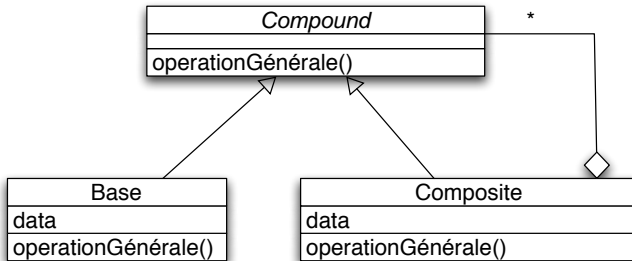 Compound
*
operationGénérale()
Base
data
operationGénérale()
Composite
data
operationGénérale()